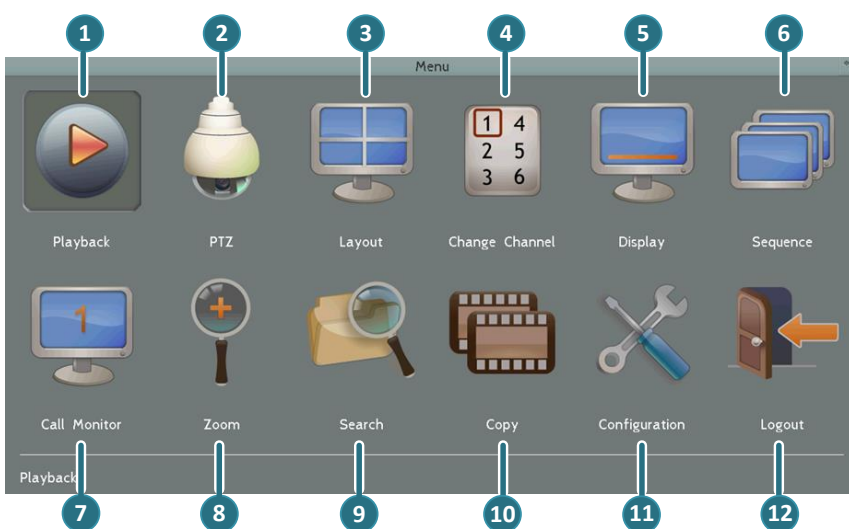 1 2 3 4 5 6
Menu
1 4
2 5
3 6
Playback PTZ Layout Change Channel Display Sequence
1
Call Monitor Zoom Search Copy Configuration Logout
Playback
7 8 9 10 11 12